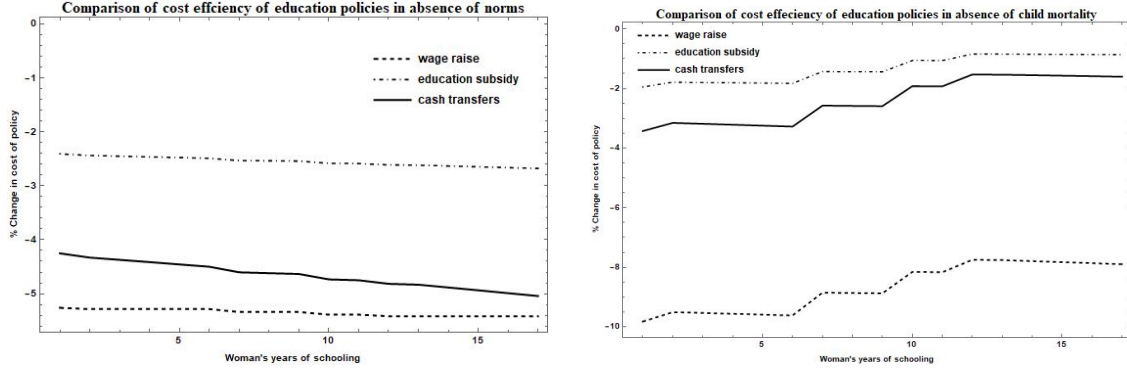 Comparison of cost effciency of education policies in absence of norms
0
-1
-2
-3
-4
-5
% Change in cost of policy
wage raise
education subsidy
cash transfers
5
10
15
Woman's years of schooling
Comparison of cost effeciency of education policies in absence of child mortality
0
-2
-4
-6
-8
-10
% Change in cost of policy
wage raise
education subsidy
cash transfers
5
10
15
Woman's years of schooling